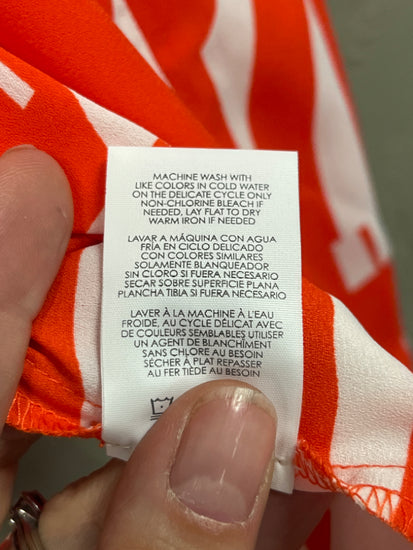 MACHINE WASH WITH
LIKE COLORS IN COLD WATER
ON THE DELICATE CYCLE ONLY
NON-CHLORINE BLEACH IF
NEEDED, LAY FLAT TO DRY
WARM IRON IF NEEDED
LAVAR A MÁQUINA CON AGUA
FRÍA EN CICLO DELICADO
CON COLORES SIMILARES
SOLAMENTE BLANQUEADOR
SIN CLORO SI FUERA NECESARIO
SECAR SOBRE SUPERFICIE PLANA
PLANCHA TIBIA SI FUERA NECESARIO
LAVER À LA MACHINE À L'EAU
FROIDE, AU CYCLE DÉLICAT AVEC
DE COULEURS SEMBLABLES UTILISER
UN AGENT DE BLANCHIMENT
SANS CHLORE AU BESOIN
SÉCHER À PLAT REPASSER
AU FER TIÈDE AU BESOIN